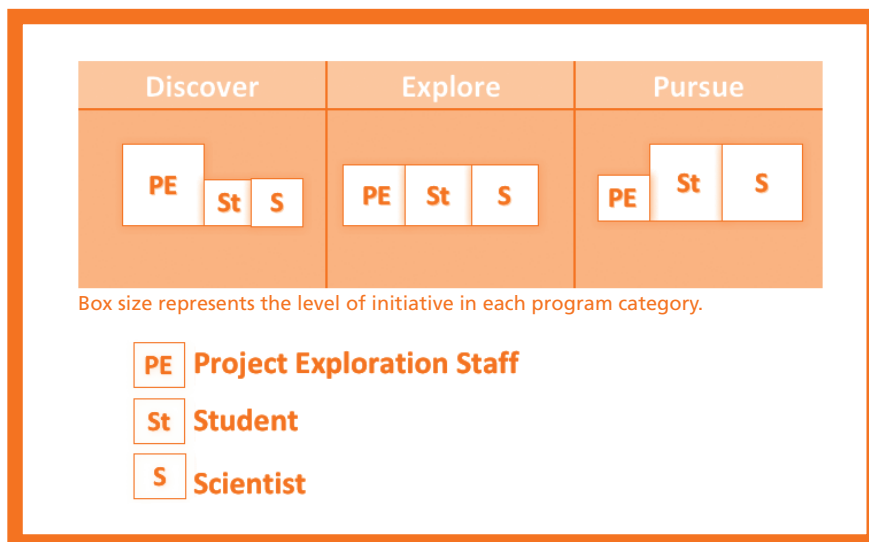 Discover Explore Pursue
PE St S PE St S PE St S
Box size represents the level of initiative in each program category.
PE Project Exploration Staff
St Student
S Scientist